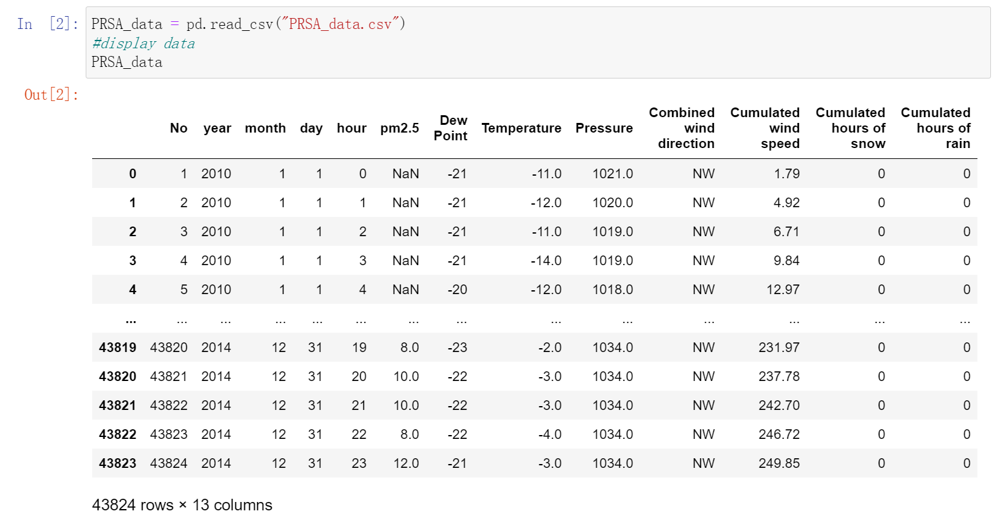 In [2]: PRSA_data = pd.read_csv("PRSA_data.csv")
#display data
PRSA_data
Out[2]:
No year month day hour pm2.5 Dew Point Temperature Pressure Combined wind direction Cumulated wind speed Cumulated hours of snow Cumulated hours of rain
0 1 2010 1 1 0 NaN -21 -11.0 1021.0 NW 1.79 0 0
1 2 2010 1 1 1 NaN -21 -12.0 1020.0 NW 4.92 0 0
2 3 2010 1 1 2 NaN -21 -11.0 1019.0 NW 6.71 0 0
3 4 2010 1 1 3 NaN -21 -14.0 1019.0 NW 9.84 0 0
4 5 2010 1 1 4 NaN -20 -12.0 1018.0 NW 12.97 0 0
... ... ... ... ... ... ... ... ... ... ... ... ... ...
43819 43820 2014 12 31 19 8.0 -23 -2.0 1034.0 NW 231.97 0 0
43820 43821 2014 12 31 20 10.0 -22 -3.0 1034.0 NW 237.78 0 0
43821 43822 2014 12 31 21 10.0 -22 -3.0 1034.0 NW 242.70 0 0
43822 43823 2014 12 31 22 8.0 -22 -4.0 1034.0 NW 246.72 0 0
43823 43824 2014 12 31 23 12.0 -21 -3.0 1034.0 NW 249.85 0 0
43824 rows × 13 columns